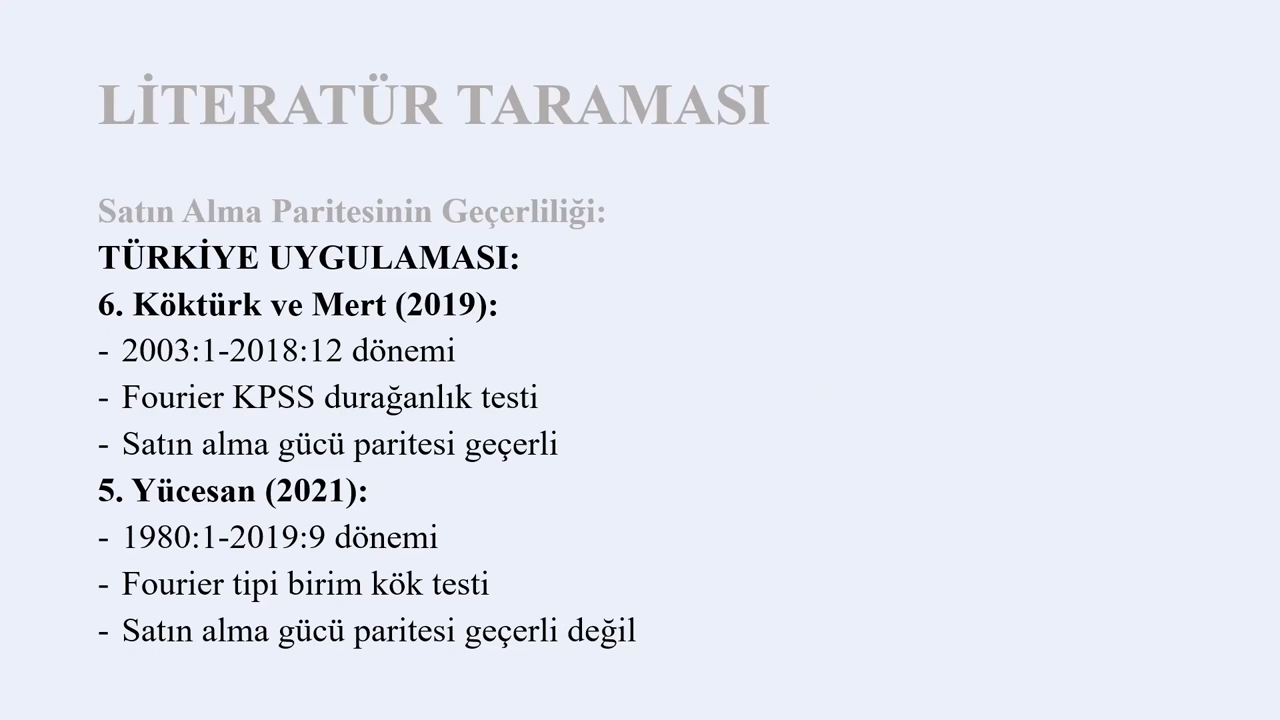 LİTERATÜR TARAMASI
Satın Alma Paritesinin Geçerliliği:
TÜRKİYE UYGULAMASI:
6. Köktürk ve Mert (2019):
- 2003:1-2018:12 dönemi
- Fourier KPSS durağanlık testi
- Satın alma gücü paritesi geçerli
5. Yücesan (2021):
- 1980:1-2019:9 dönemi
- Fourier tipi birim kök testi
- Satın alma gücü paritesi geçerli değil